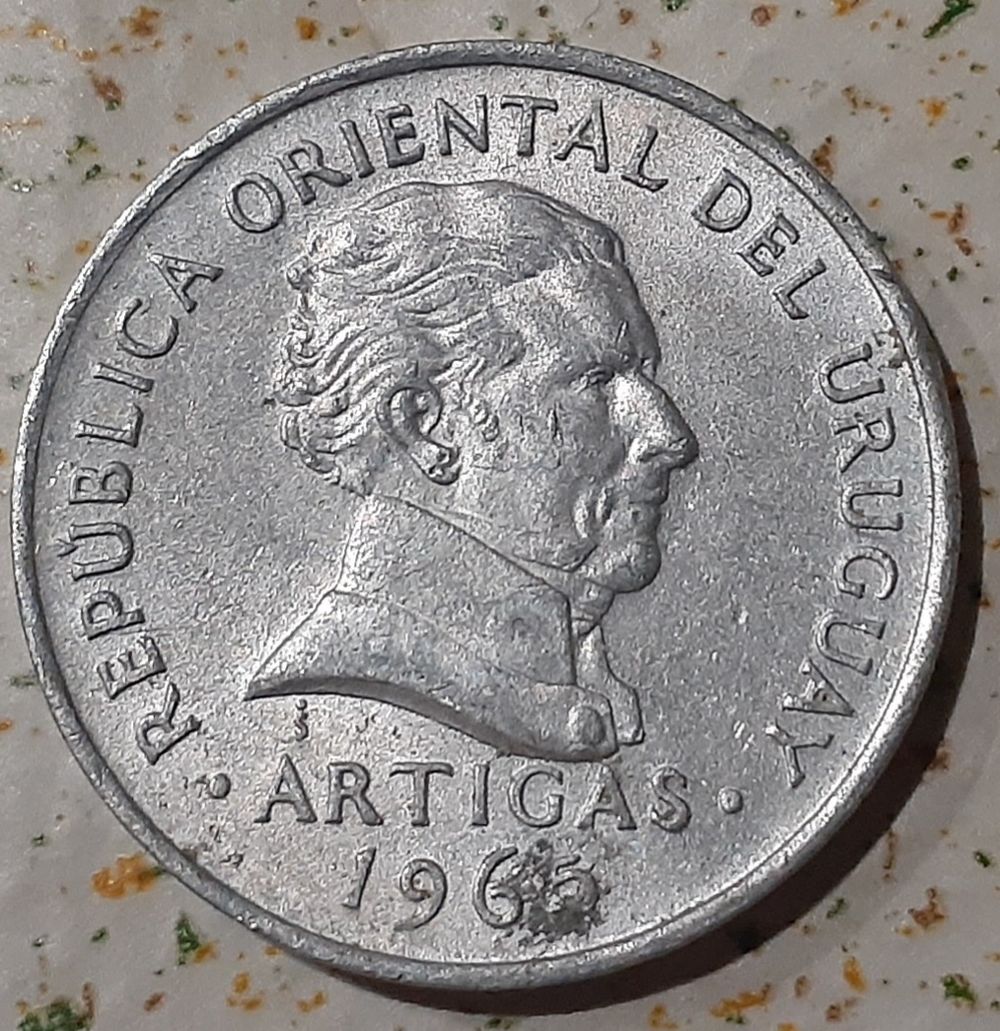 REPÚBLICA ORIENTAL DEL URUGUAY
· ARTIGAS ·
1965